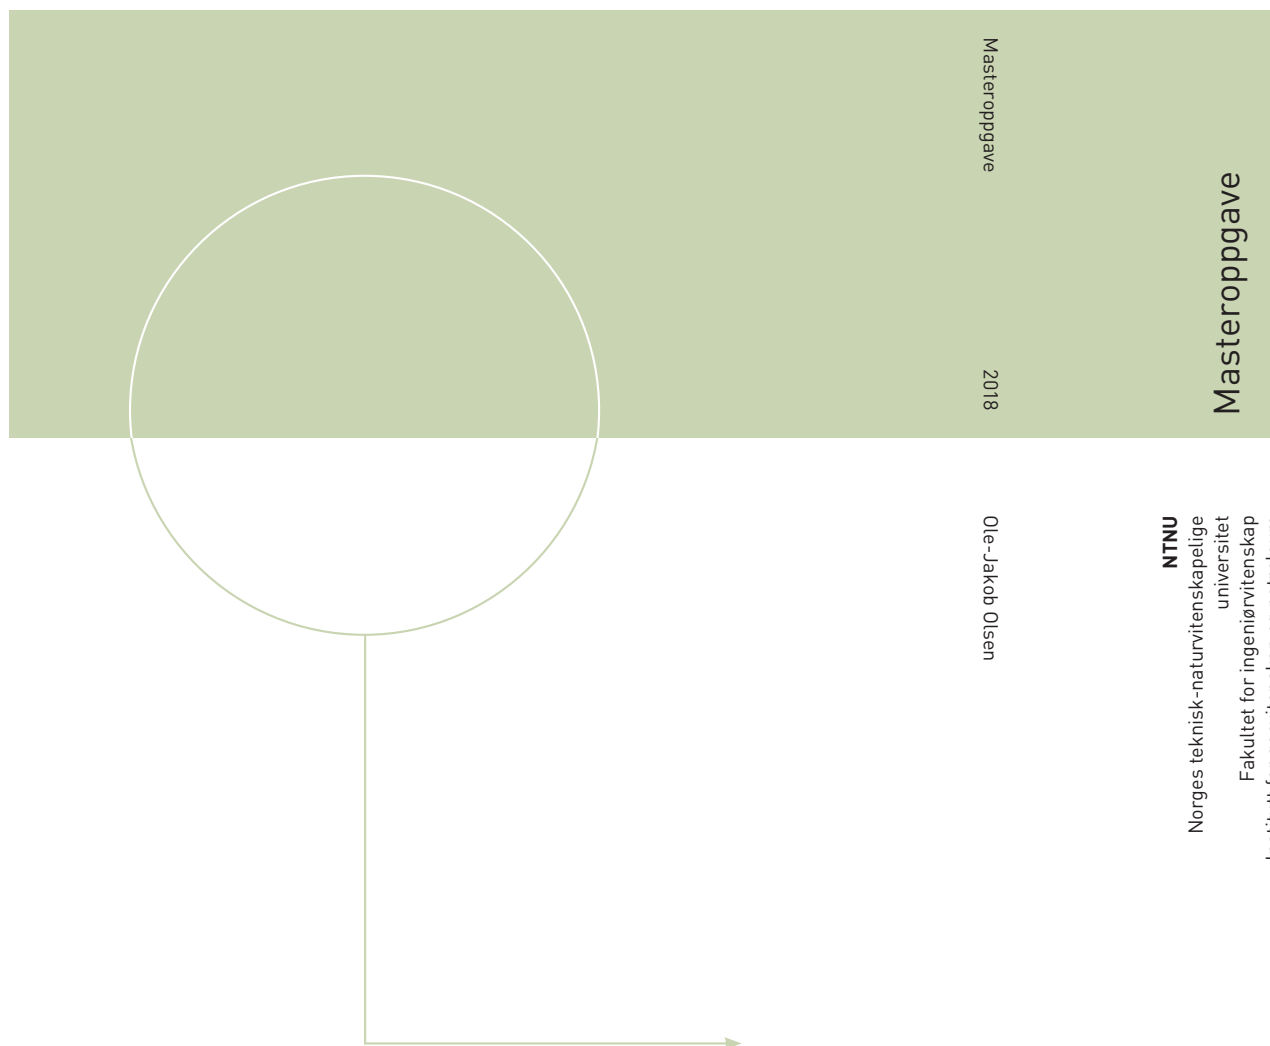 Masteroppgave
2018
Ole-Jakob Olsen
Masteroppgave
NTNU
Norges teknisk-naturvitenskapelige
universitet
Fakultet for ingeniørvitenskap